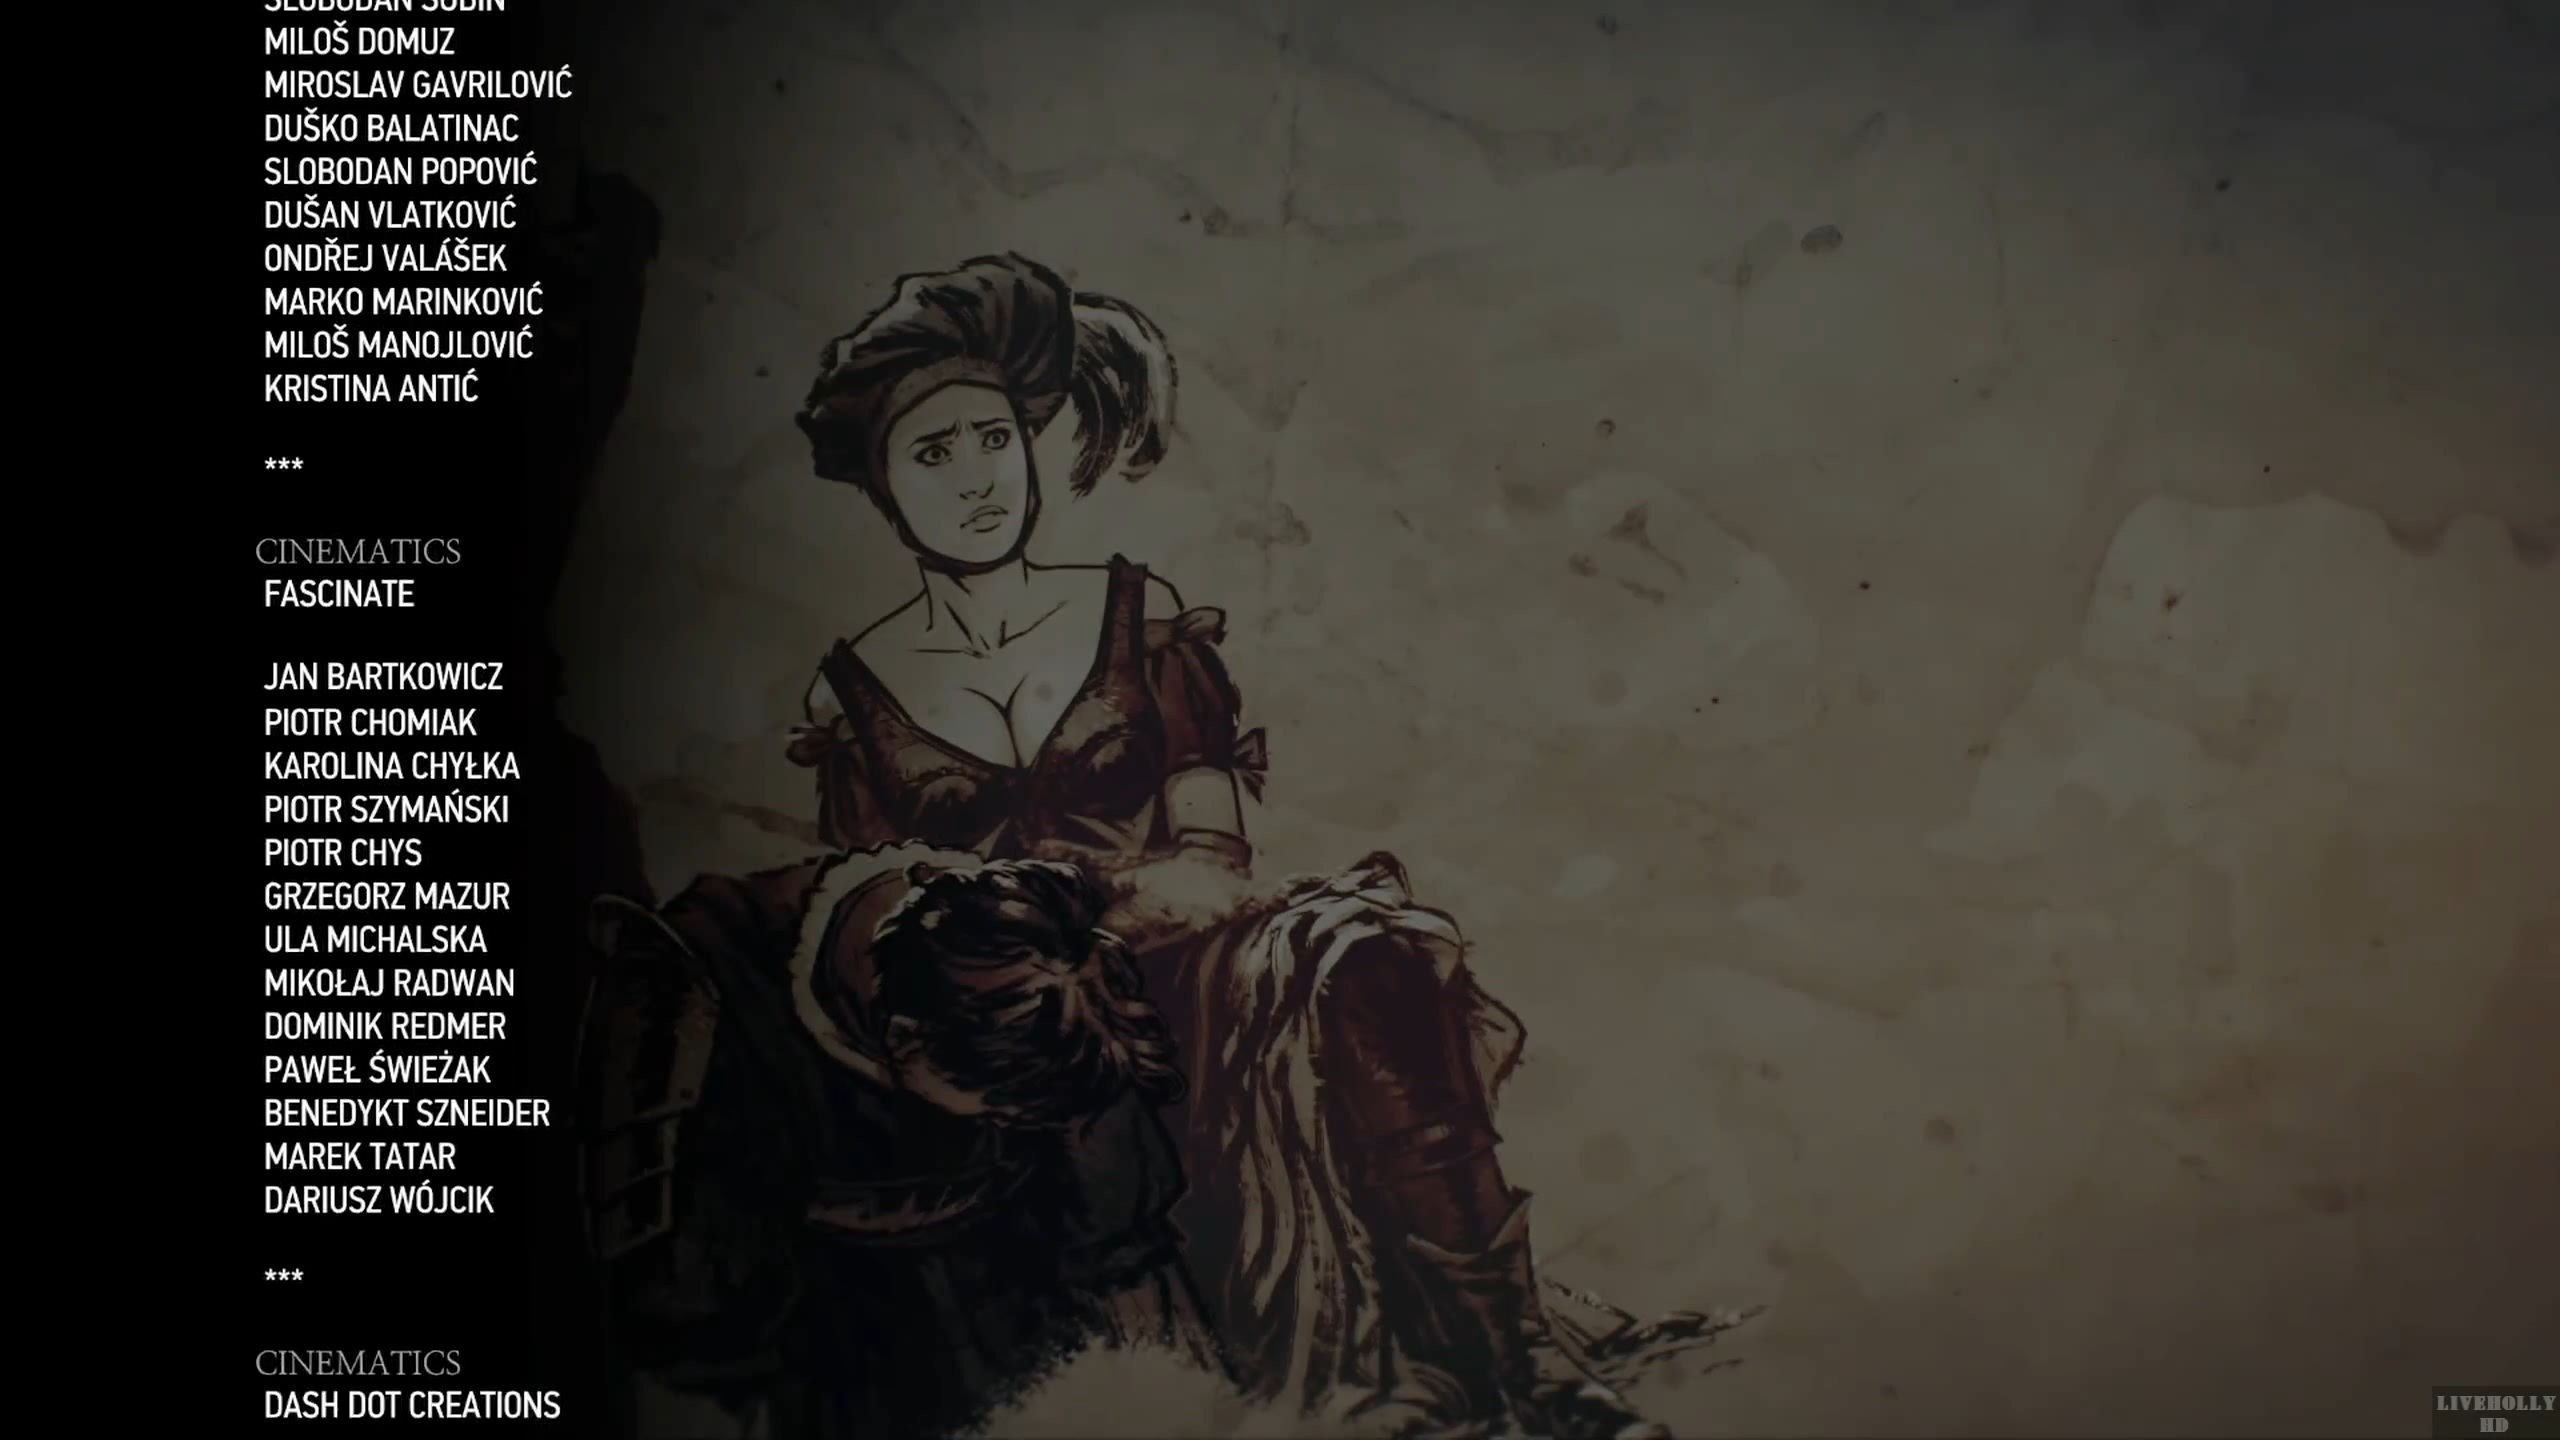 SLOBODAN SUBIN
MILOŠ DOMUZ
MIROSLAV GAVRILOVIĆ
DUŠKO BALATINAC
SLOBODAN POPOVIĆ
DUŠAN VLATKOVIĆ
ONDŘEJ VALÁŠEK
MARKO MARINKOVIĆ
MILOŠ MANOJLOVIĆ
KRISTINA ANTIĆ
***
CINEMATICS
FASCINATE
JAN BARTKOWICZ
PIOTR CHOMIAK
KAROLINA CHYŁKA
PIOTR SZYMAŃSKI
PIOTR CHYS
GRZEGORZ MAZUR
ULA MICHALSKA
MIKOŁAJ RADWAN
DOMINIK REDMER
PAWEŁ ŚWIEŻAK
BENEDYKT SZNEIDER
MAREK TATAR
DARIUSZ WÓJCIK
***
CINEMATICS
DASH DOT CREATIONS
LIVEHOLLY
HD